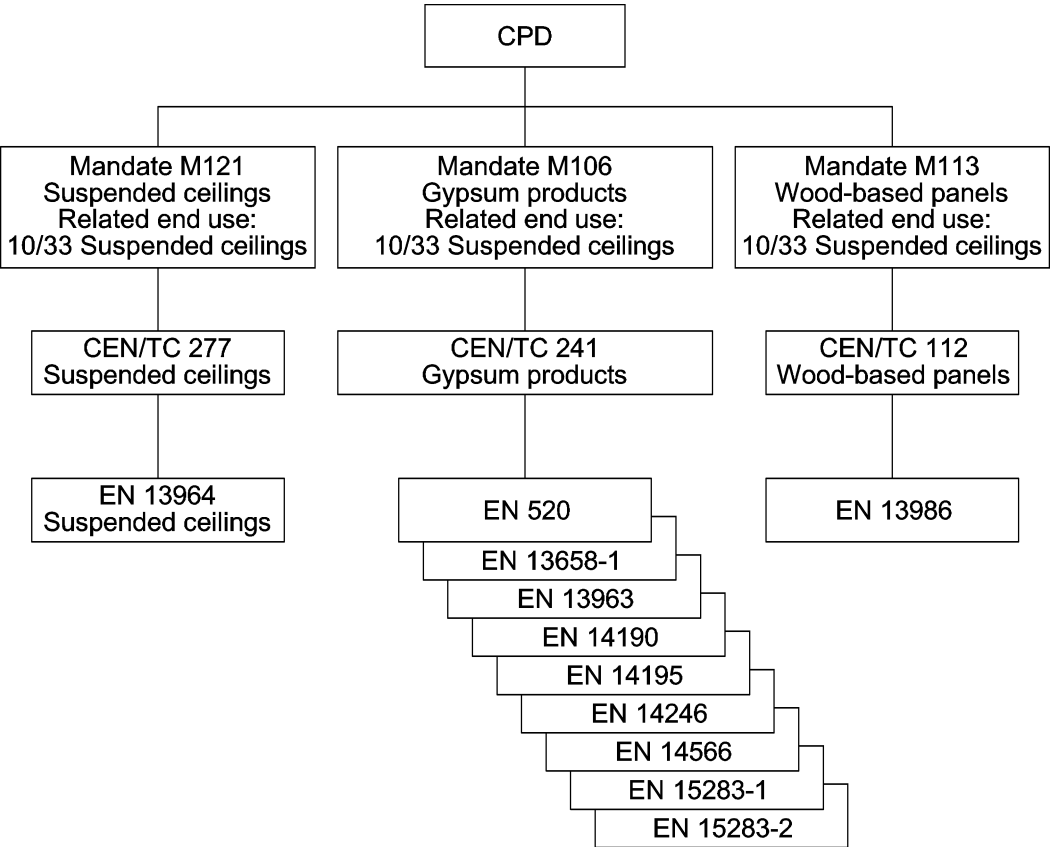 CPD
Mandate M121
Suspended ceilings
Related end use:
10/33 Suspended ceilings
Mandate M106
Gypsum products
Related end use:
10/33 Suspended ceilings
Mandate M113
Wood-based panels
Related end use:
10/33 Suspended ceilings
CEN/TC 277
Suspended ceilings
CEN/TC 241
Gypsum products
CEN/TC 112
Wood-based panels
EN 13964
Suspended ceilings
EN 520
EN 13658-1
EN 13963
EN 14190
EN 14195
EN 14246
EN 14566
EN 15283-1
EN 15283-2
EN 13986